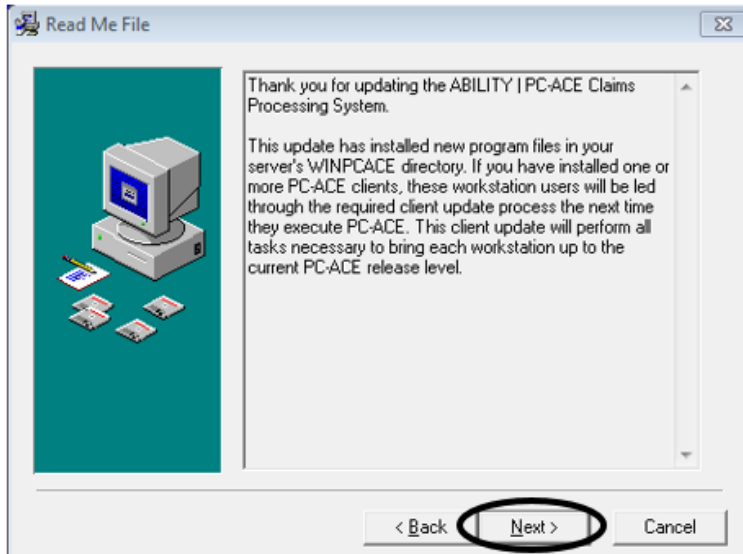 Read Me File
Thank you for updating the ABILITY | PC-ACE Claims
Processing System.
This update has installed new program files in your
server's WINPCACE directory. If you have installed one or
more PC-ACE clients, these workstation users will be led
through the required client update process the next time
they execute PC-ACE. This client update will perform all
tasks necessary to bring each workstation up to the
current PC-ACE release level.
< Back
Next >
Cancel